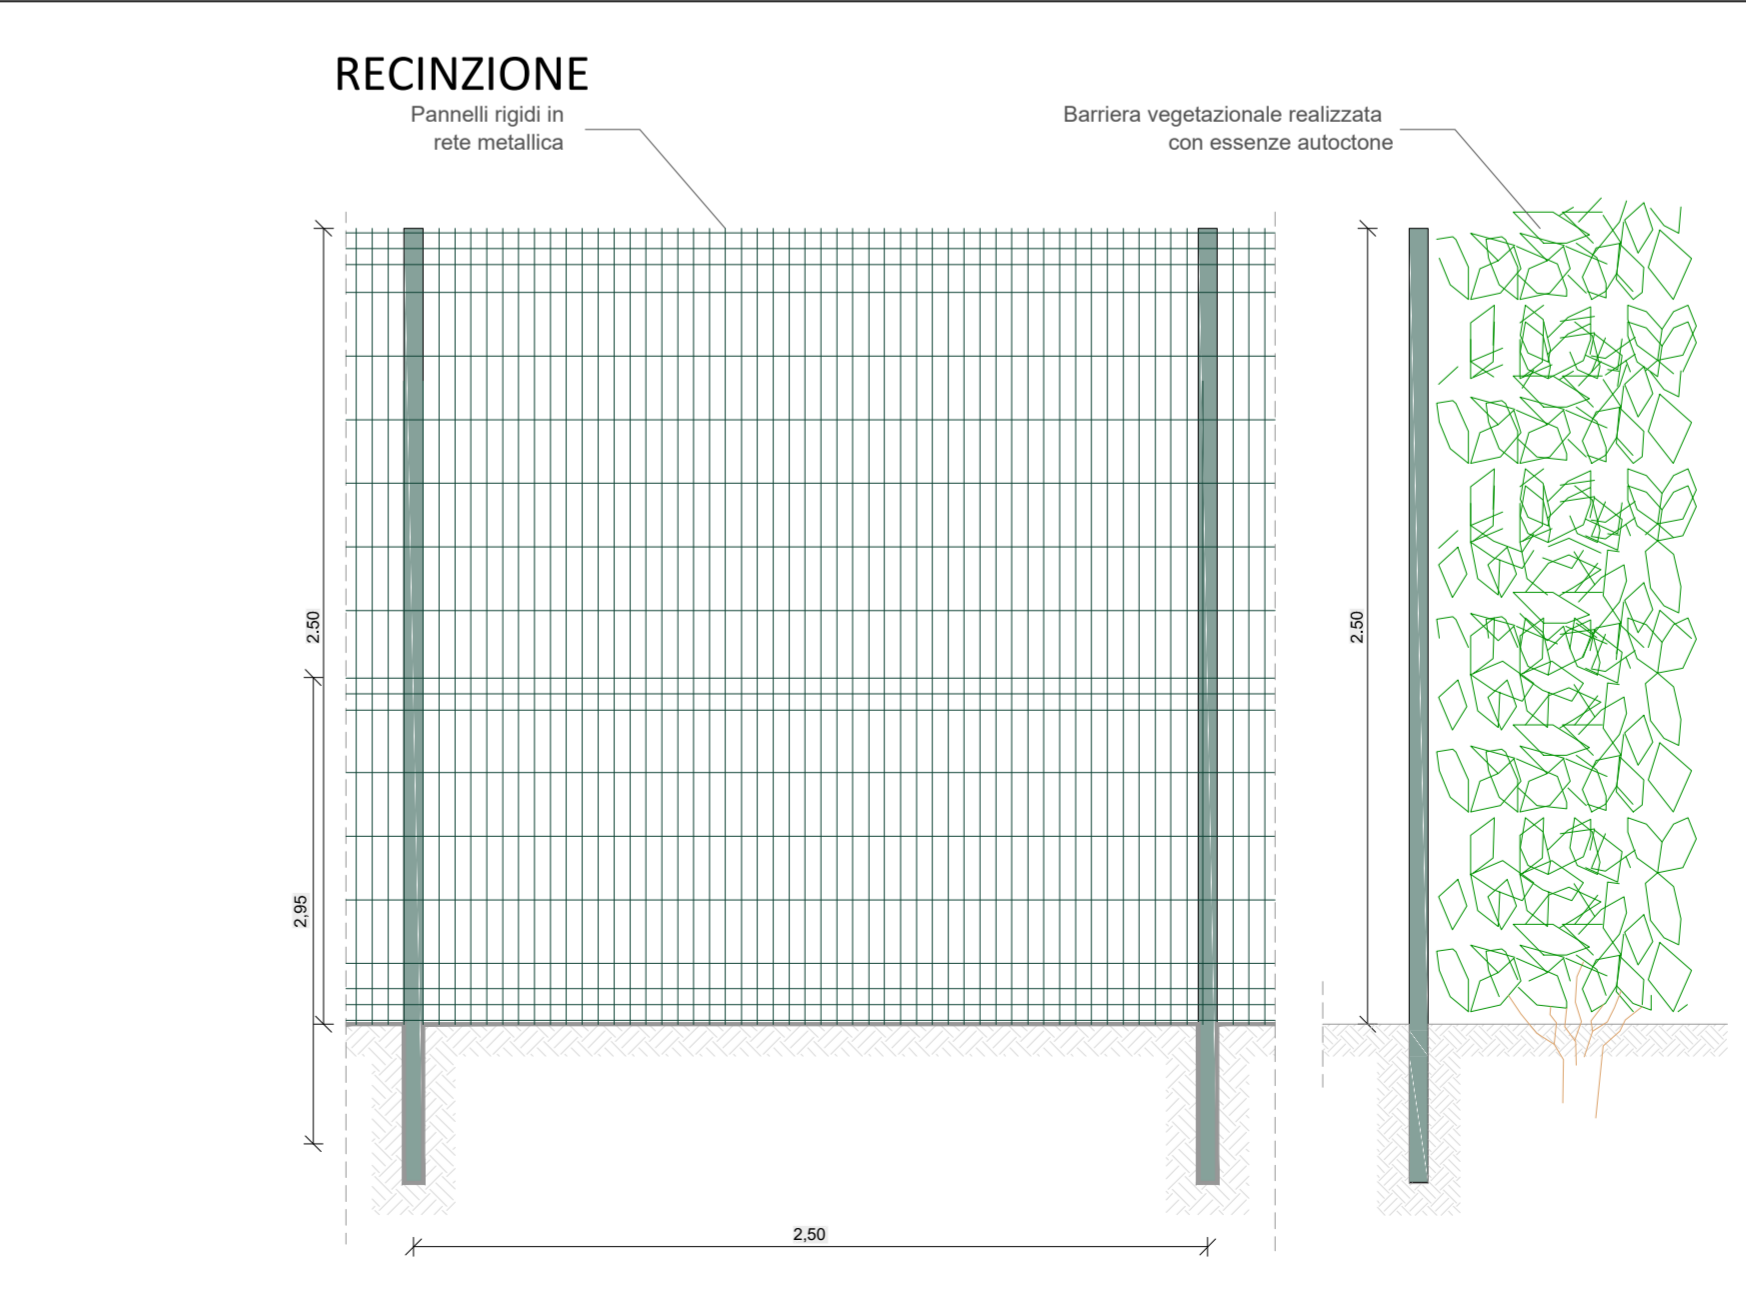 RECINZIONE
Pannelli rigidi in
rete metallica
Barriera vegetazionale realizzata
con essenze autoctone
2.50
2.50
2,95
2,50